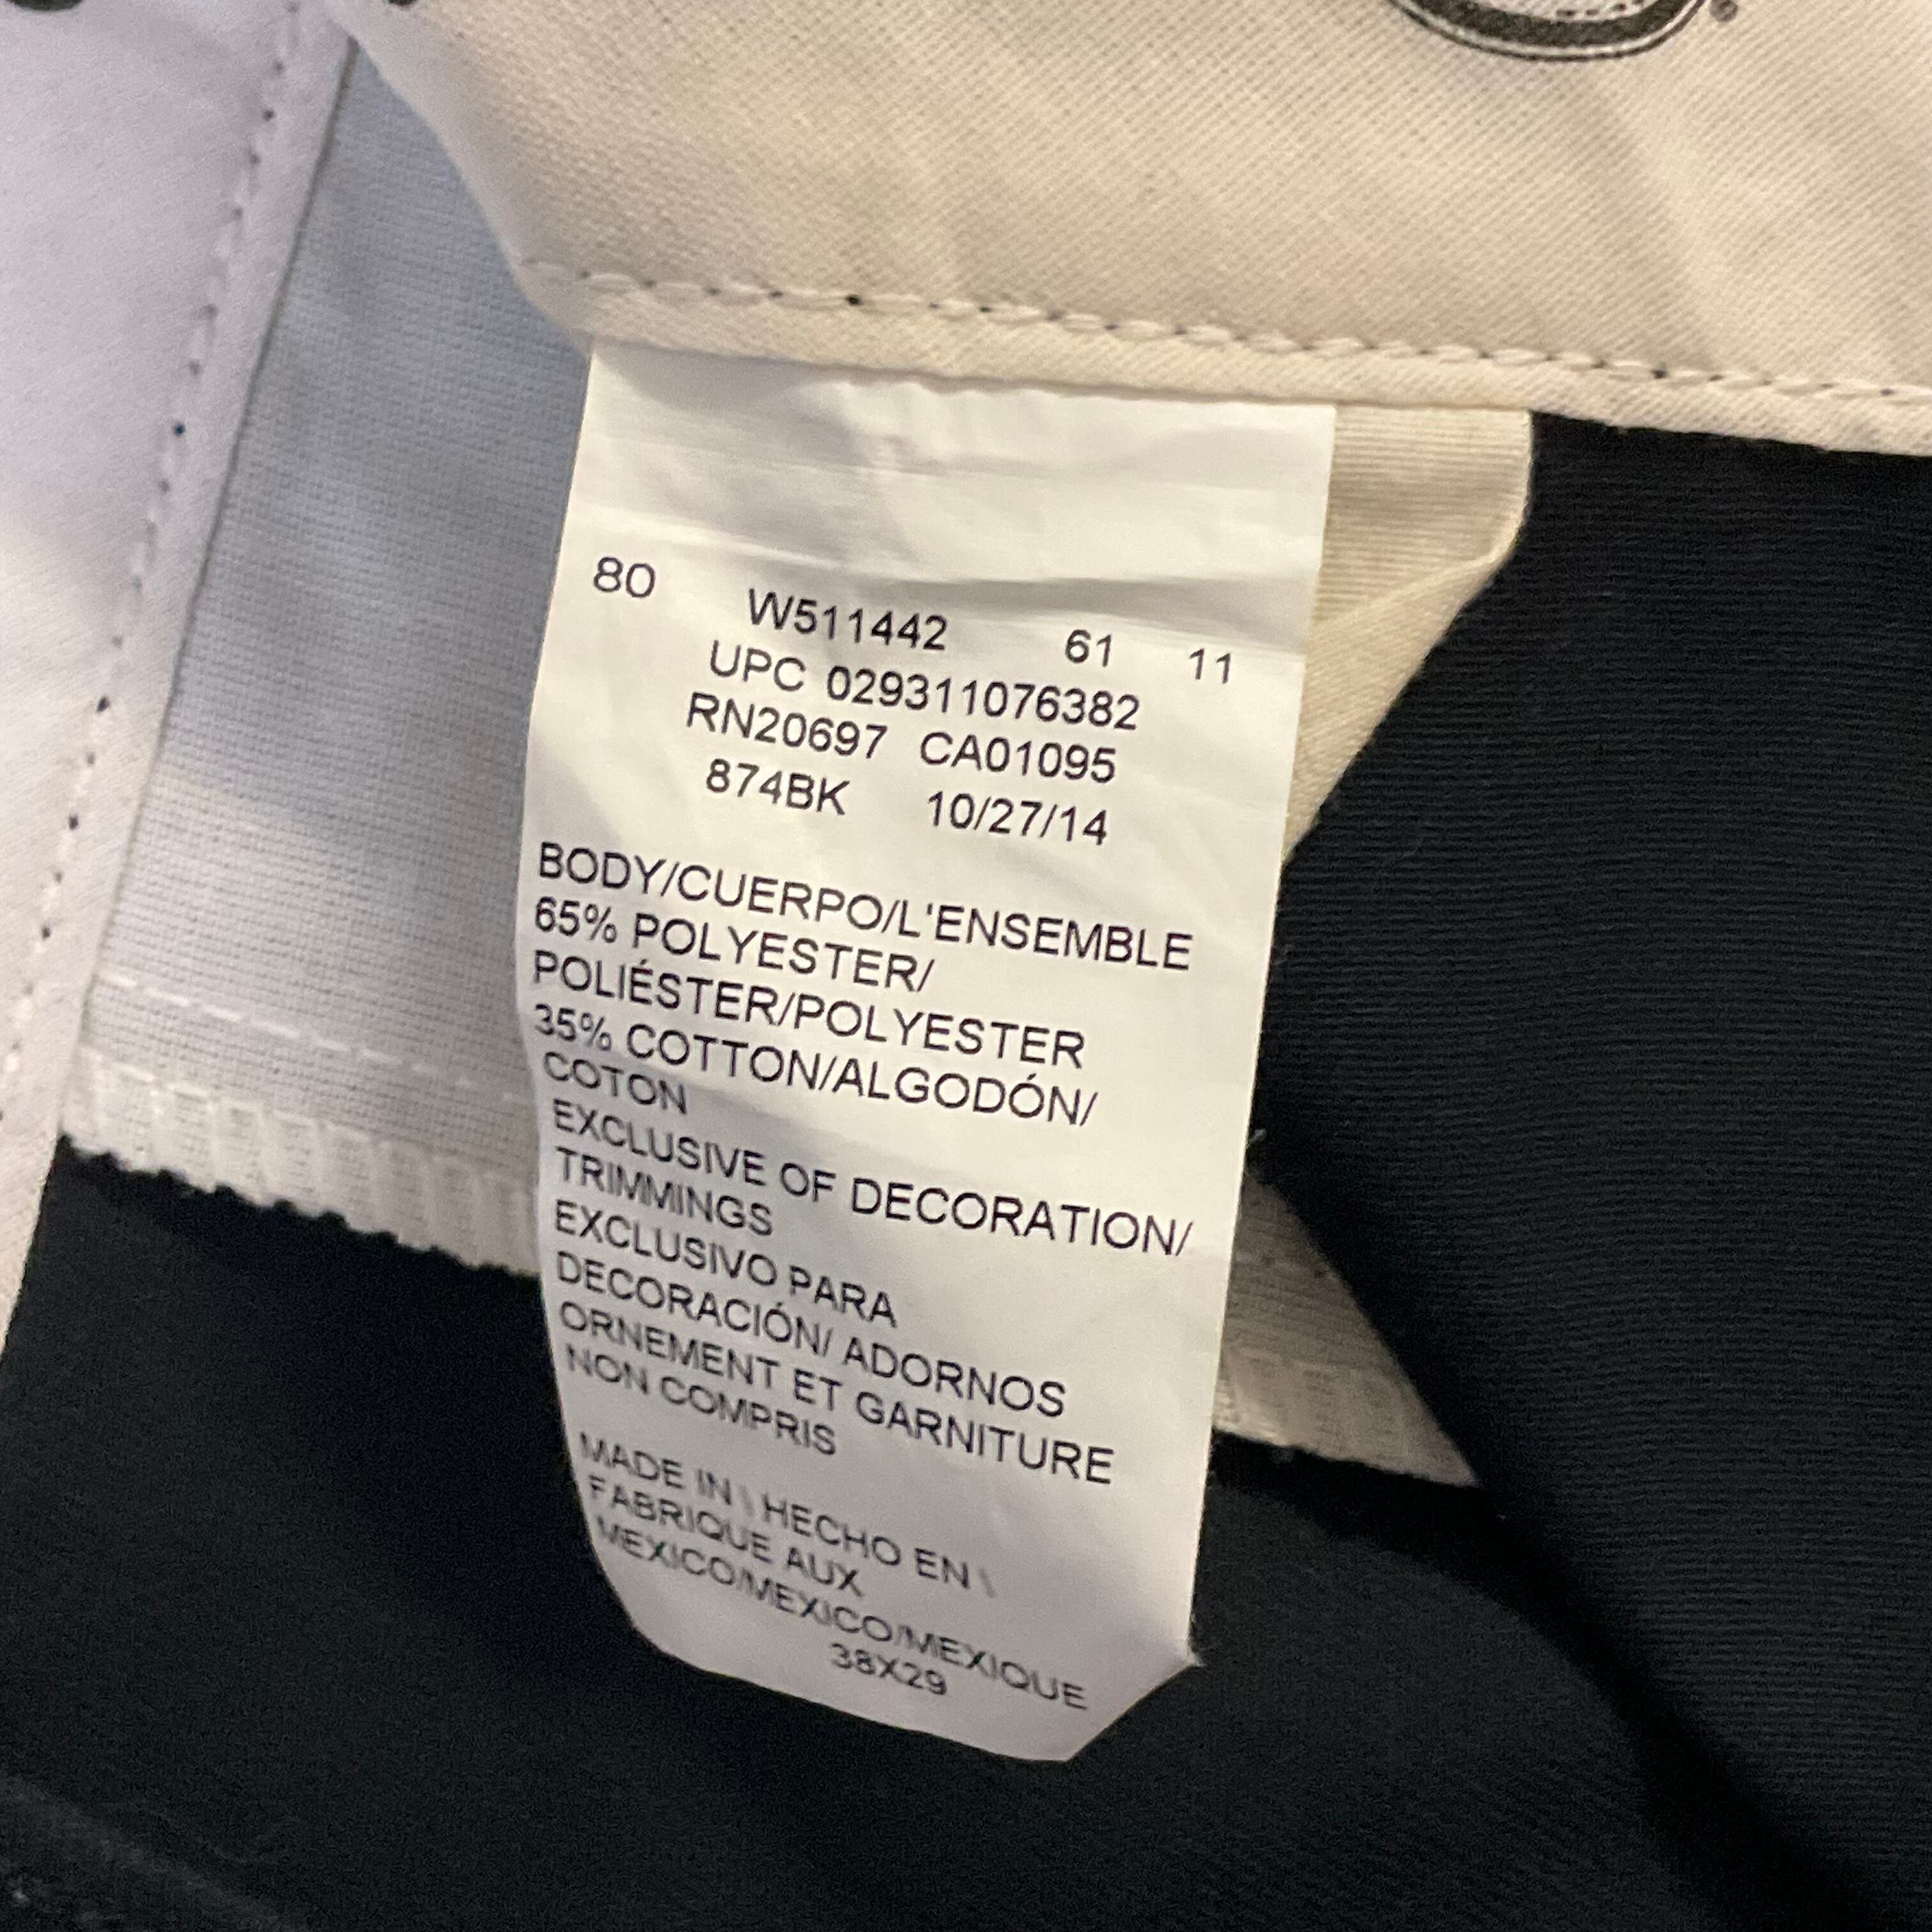 80 W511442 61 11
UPC 029311076382
RN20697 CA01095
874BK 10/27/14
BODY/CUERPO/L'ENSEMBLE
65% POLYESTER/
POLIÉSTER/POLYESTER
35% COTTON/ALGODÓN/
COTON
EXCLUSIVE OF DECORATION/
TRIMMINGS
EXCLUSIVO PARA
DECORACIÓN/ ADORNOS
ORNEMENT ET GARNITURE
NON COMPRIS
MADE IN \ HECHO EN \
FABRIQUE AUX
MEXICO/MEXICO/MEXIQUE
38X29